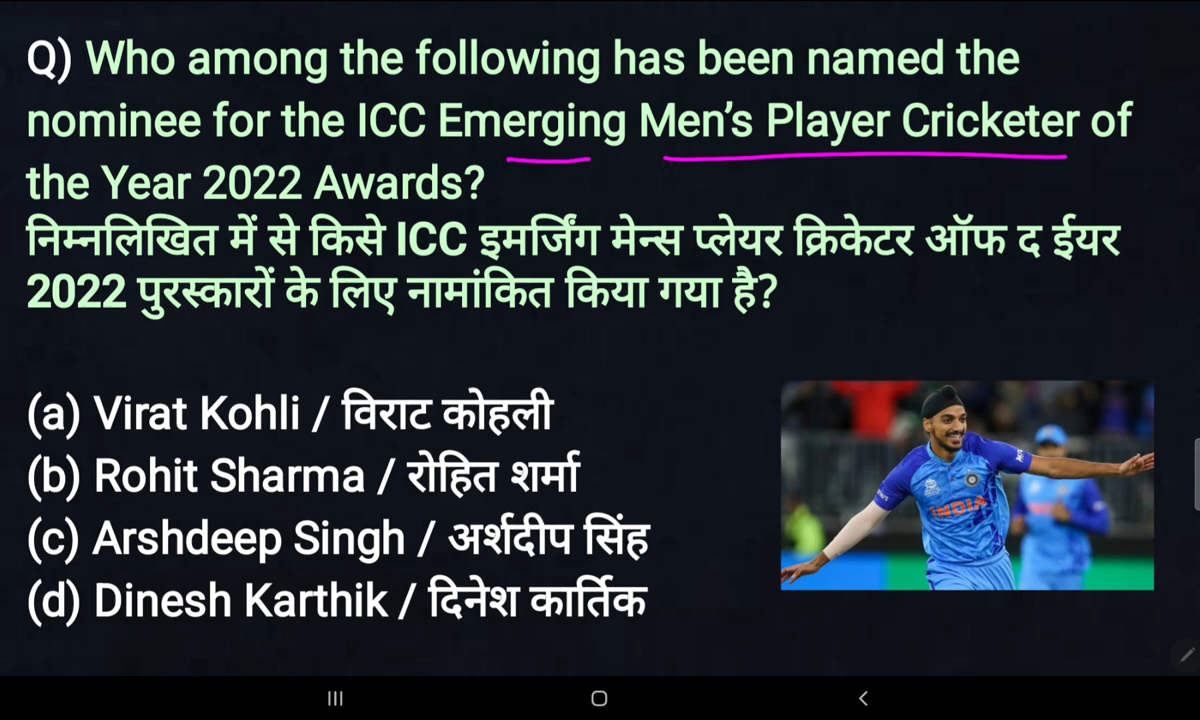 Q) Who among the following has been named the
nominee for the ICC Emerging Men’s Player Cricketer of
the Year 2022 Awards?
निम्नलिखित में से किसे ICC इमर्जिंग मेन्स प्लेयर क्रिकेटर ऑफ द ईयर
2022 पुरस्कारों के लिए नामांकित किया गया है?
(a) Virat Kohli / विराट कोहली
(b) Rohit Sharma / रोहित शर्मा
(c) Arshdeep Singh / अर्शदीप सिंह
(d) Dinesh Karthik / दिनेश कार्तिक
INDIA